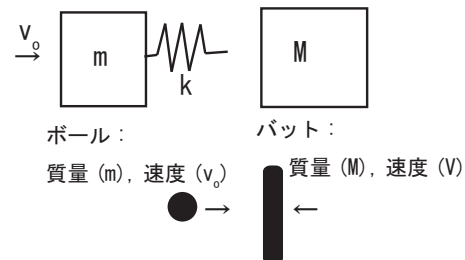 v₀
→
m
k
M
ボール：
質量 (m), 速度 (v₀)
→
バット：
質量 (M), 速度 (V)
←